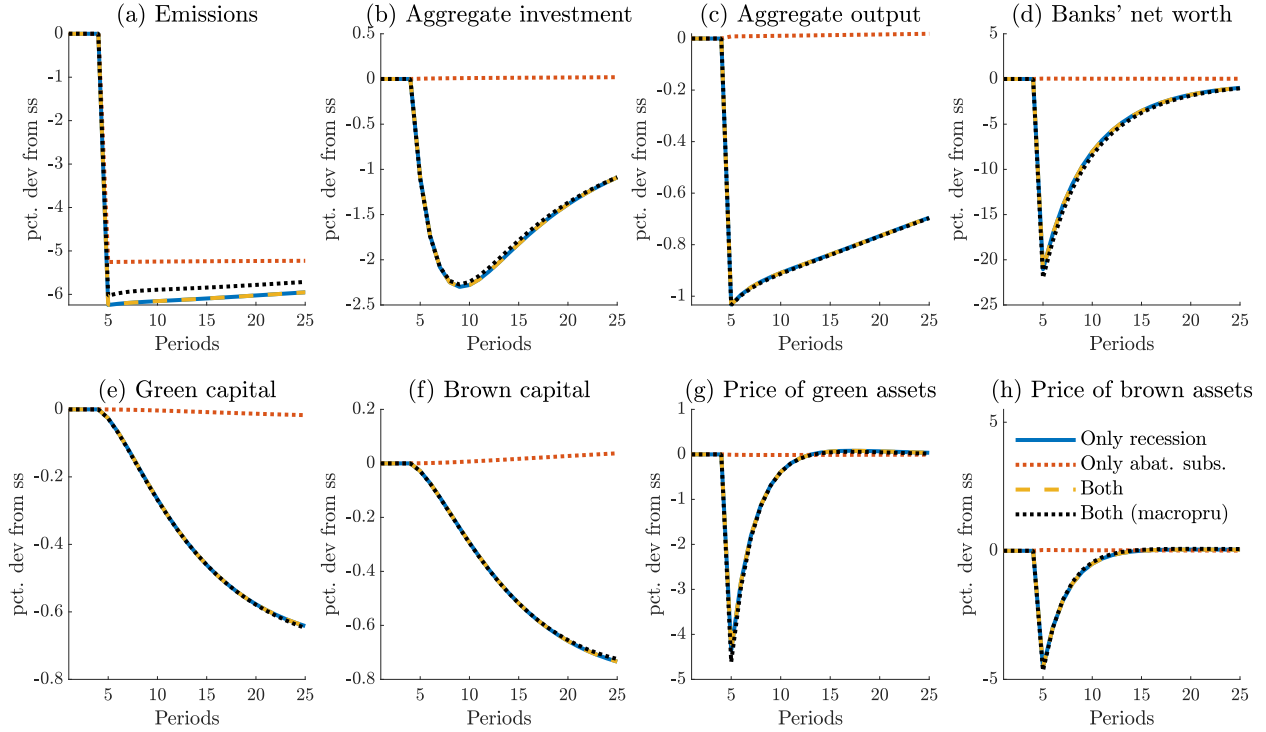 (a) Emissions
(b) Aggregate investment
(c) Aggregate output
(d) Banks' net worth
pct. dev from ss
0
-1
-2
-3
-4
-5
-6
5 10 15 20 25
Periods
pct. dev from ss
0.5
0
-0.5
-1
-1.5
-2
-2.5
5 10 15 20 25
Periods
pct. dev from ss
0
-0.2
-0.4
-0.6
-0.8
-1
5 10 15 20 25
Periods
pct. dev from ss
5
0
-5
-10
-15
-20
-25
5 10 15 20 25
Periods
(e) Green capital
(f) Brown capital
(g) Price of green assets
(h) Price of brown assets
pct. dev from ss
0
-0.2
-0.4
-0.6
-0.8
5 10 15 20 25
Periods
pct. dev from ss
0.2
0
-0.2
-0.4
-0.6
-0.8
5 10 15 20 25
Periods
pct. dev from ss
1
0
-1
-2
-3
-4
-5
5 10 15 20 25
Periods
pct. dev from ss
5
0
-5
5 10 15 20 25
Periods
Only recession
Only abat. subs.
Both
Both (macropru)